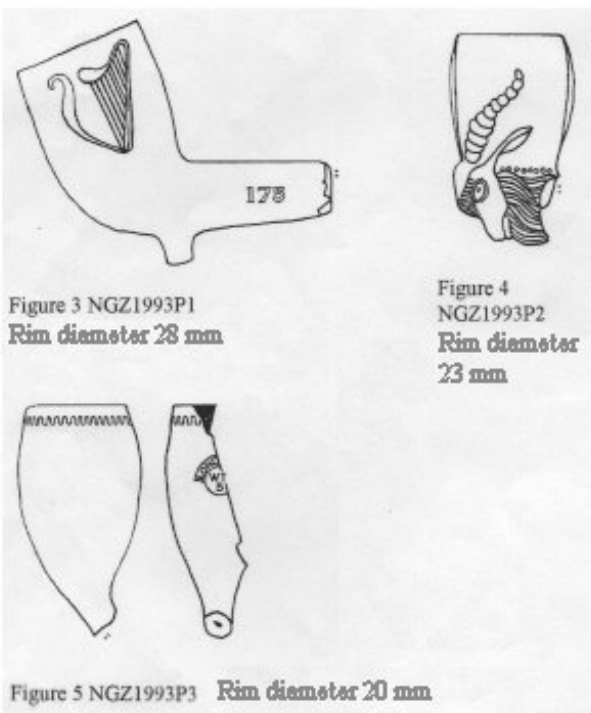 175
Figure 3 NGZ1993P1
Rim diameter 28 mm
Figure 4
NGZ1993P2
Rim diameter
23 mm
WT
B
Figure 5 NGZ1993P3 Rim diameter 20 mm